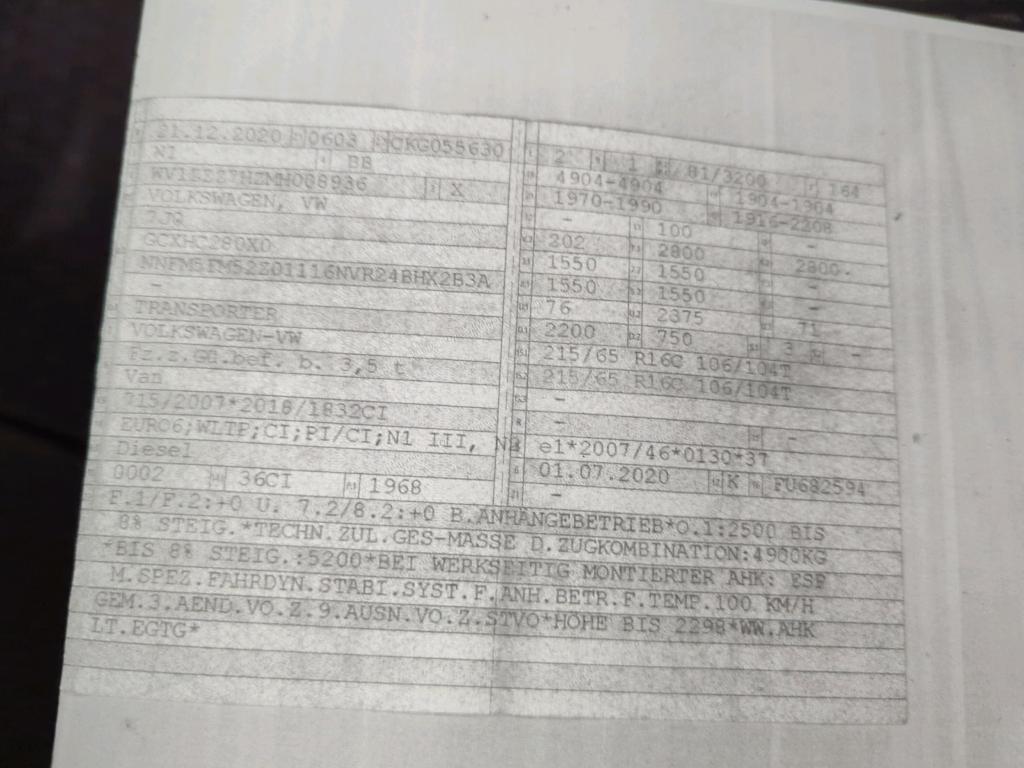 21.12.2020 0603 CKG055630
N1 BB
X
VOLKSWAGEN, VW
7J0
GCXHC280X0
NNFM5FM52Z01116NVR24BHX2B3A
-
TRANSPORTER
VOLKSWAGEN-VW
Fz.z.Gü.bef. b. 3,5 t
Van
715/2007*2018/1832CI
EURO6;WLTP;CI;PI/CI;N1 III, N2
Diesel
0002 36CI 1968
2 1 81/3200 164
4904-4904 1904-1904
1970-1990 1916-2208
- 100 -
202 2800 2800
1550 1550 -
1550 1550 -
76 2375 71
2200 750 3 -
215/65 R16C 106/104T
215/65 R16C 106/104T
-
- -
e1*2007/46*0130*37
01.07.2020 K FU682594
-
F.1/F.2:+0 U. 7.2/8.2:+0 B.ANHÄNGEBETRIEB*O.1:2500 BIS
8% STEIG.*TECHN.ZUL.GES-MASSE D.ZUGKOMBINATION:4900KG
*BIS 8% STEIG.:5200*BEI WERKSEITIG MONTIERTER AHK: ESP
M.SPEZ.FAHRDYN.STABI.SYST.F.ANH.BETR.F.TEMP.100 KM/H
GEM.3.AEND.VO.Z.9.AUSN.VO.Z.STVO*HÖHE BIS 2298*WW.AHK
LT.EGTG*